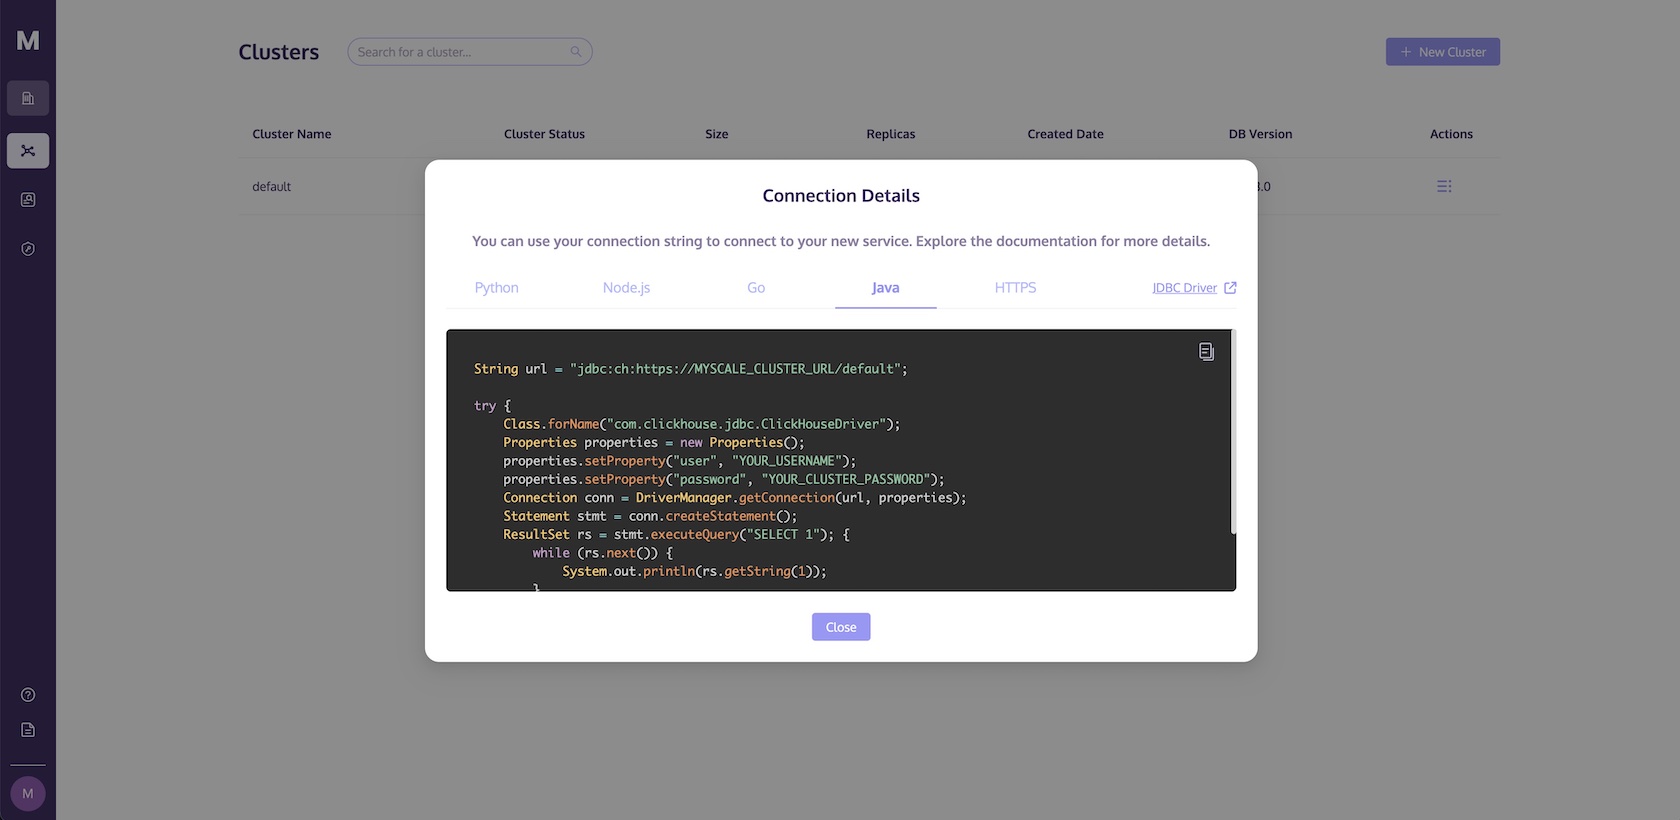 M
Clusters
Search for a cluster...
+ New Cluster
Cluster Name Cluster Status Size Replicas Created Date DB Version Actions
default
3.0
Connection Details
You can use your connection string to connect to your new service. Explore the documentation for more details.
Python Node.js Go Java HTTPS JDBC Driver
String url = "jdbc:ch:https://MYSCALE_CLUSTER_URL/default";
try {
Class.forName("com.clickhouse.jdbc.ClickHouseDriver");
Properties properties = new Properties();
properties.setProperty("user", "YOUR_USERNAME");
properties.setProperty("password", "YOUR_CLUSTER_PASSWORD");
Connection conn = DriverManager.getConnection(url, properties);
Statement stmt = conn.createStatement();
ResultSet rs = stmt.executeQuery("SELECT 1"); {
while (rs.next()) {
System.out.println(rs.getString(1));
}
Close
M